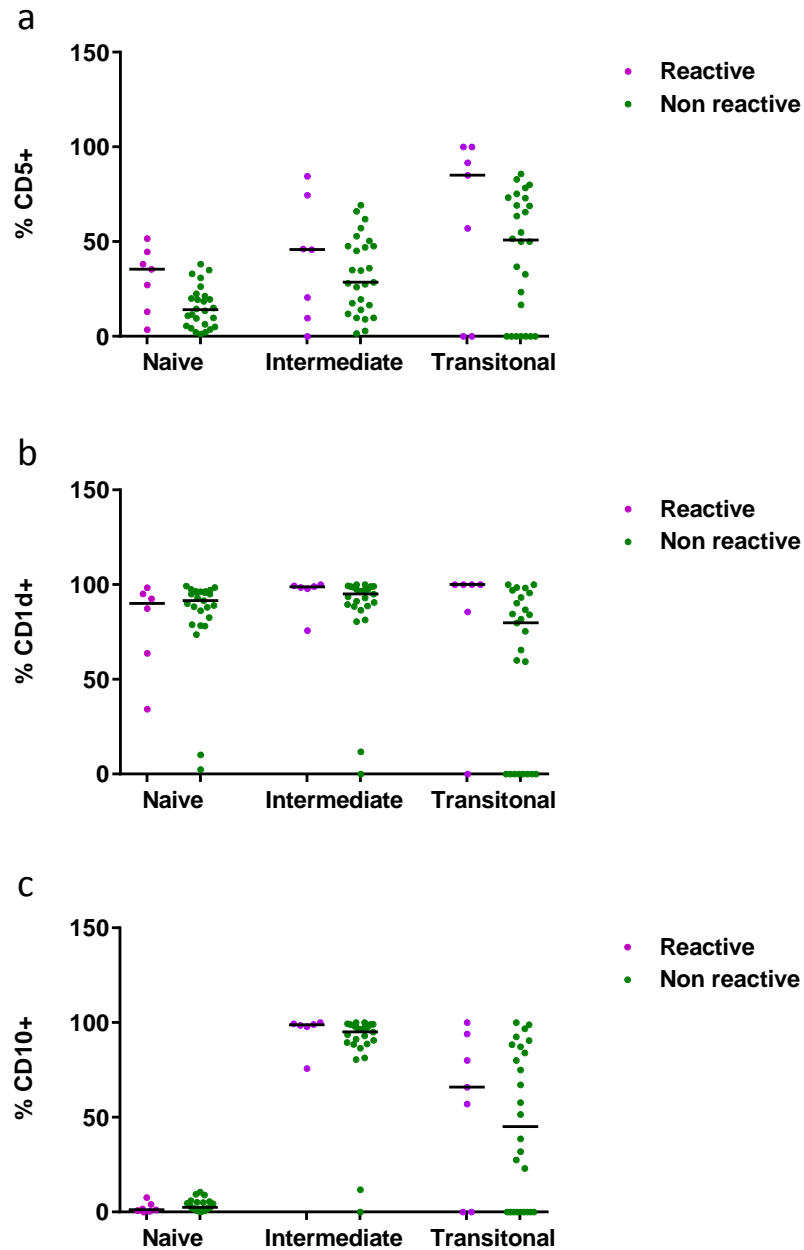 a
150
100
50
0
% CD5+
Naive Intermediate Transitonal
Reactive
Non reactive
b
150
100
50
0
% CD1d+
Naive Intermediate Transitonal
Reactive
Non reactive
c
150
100
50
0
% CD10+
Naive Intermediate Transitonal
Reactive
Non reactive